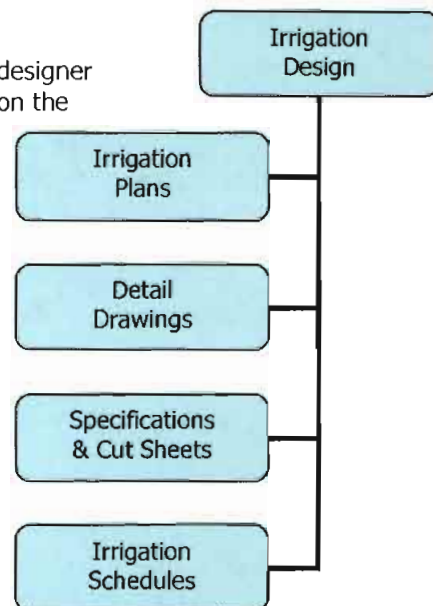 designer
on the
Irrigation
Design
Irrigation
Plans
Detail
Drawings
Specifications
& Cut Sheets
Irrigation
Schedules